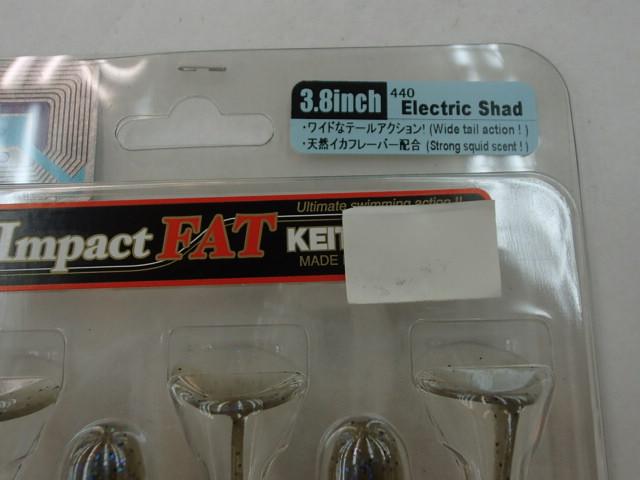 3.8inch 440 Electric Shad
・ワイドなテールアクション! (Wide tail action!)
・天然イカフレーバー配合 (Strong squid scent!)
Ultimate swimming action !!
Impact FAT KEIT
MADE